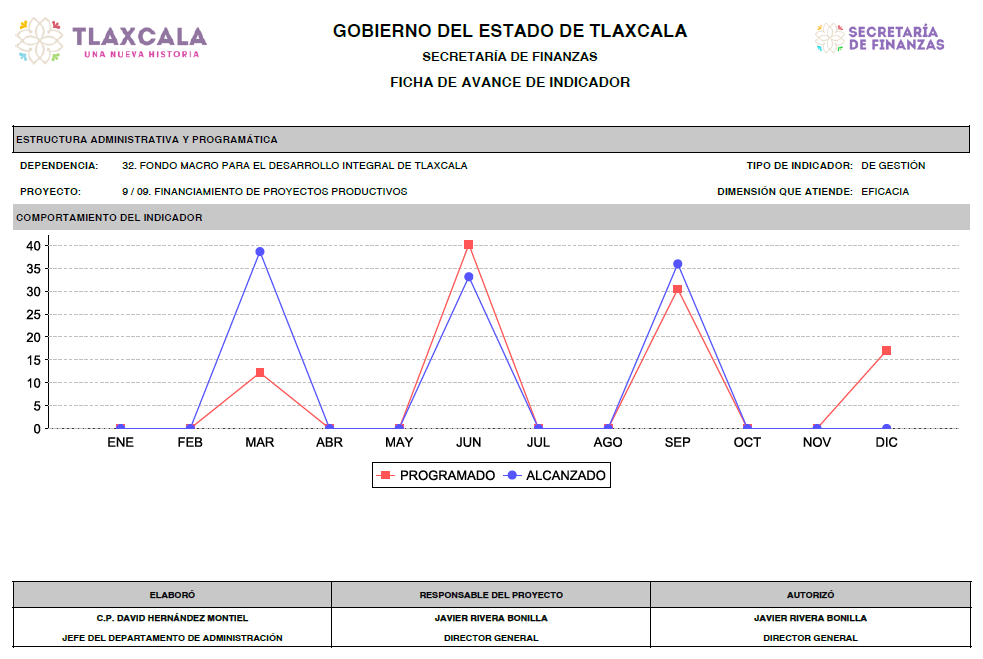 TLAXCALA
UNA NUEVA HISTORIA
GOBIERNO DEL ESTADO DE TLAXCALA
SECRETARÍA DE FINANZAS
FICHA DE AVANCE DE INDICADOR
SECRETARÍA
DE FINANZAS
ESTRUCTURA ADMINISTRATIVA Y PROGRAMÁTICA
DEPENDENCIA: 32. FONDO MACRO PARA EL DESARROLLO INTEGRAL DE TLAXCALA TIPO DE INDICADOR: DE GESTIÓN
PROYECTO: 9 / 09. FINANCIAMIENTO DE PROYECTOS PRODUCTIVOS DIMENSIÓN QUE ATIENDE: EFICACIA
COMPORTAMIENTO DEL INDICADOR
40
35
30
25
20
15
10
5
0
ENE FEB MAR ABR MAY JUN JUL AGO SEP OCT NOV DIC
PROGRAMADO ALCANZADO
ELABORÓ RESPONSABLE DEL PROYECTO AUTORIZÓ
C.P. DAVID HERNÁNDEZ MONTIEL JAVIER RIVERA BONILLA JAVIER RIVERA BONILLA
JEFE DEL DEPARTAMENTO DE ADMINISTRACIÓN DIRECTOR GENERAL DIRECTOR GENERAL